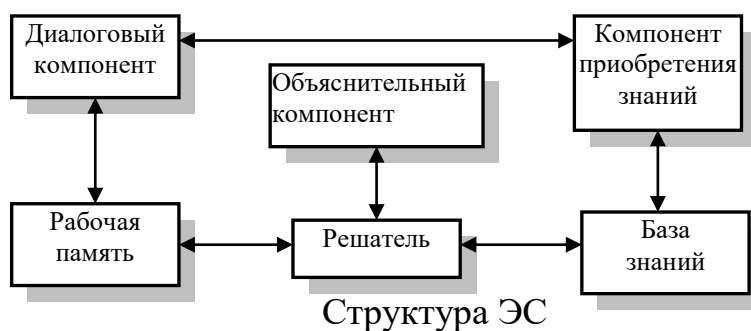 Диалоговый
компонент
Компонент
приобретения
знаний
Объяснительный
компонент
Рабочая
память
Решатель
База
знаний
Структура ЭС